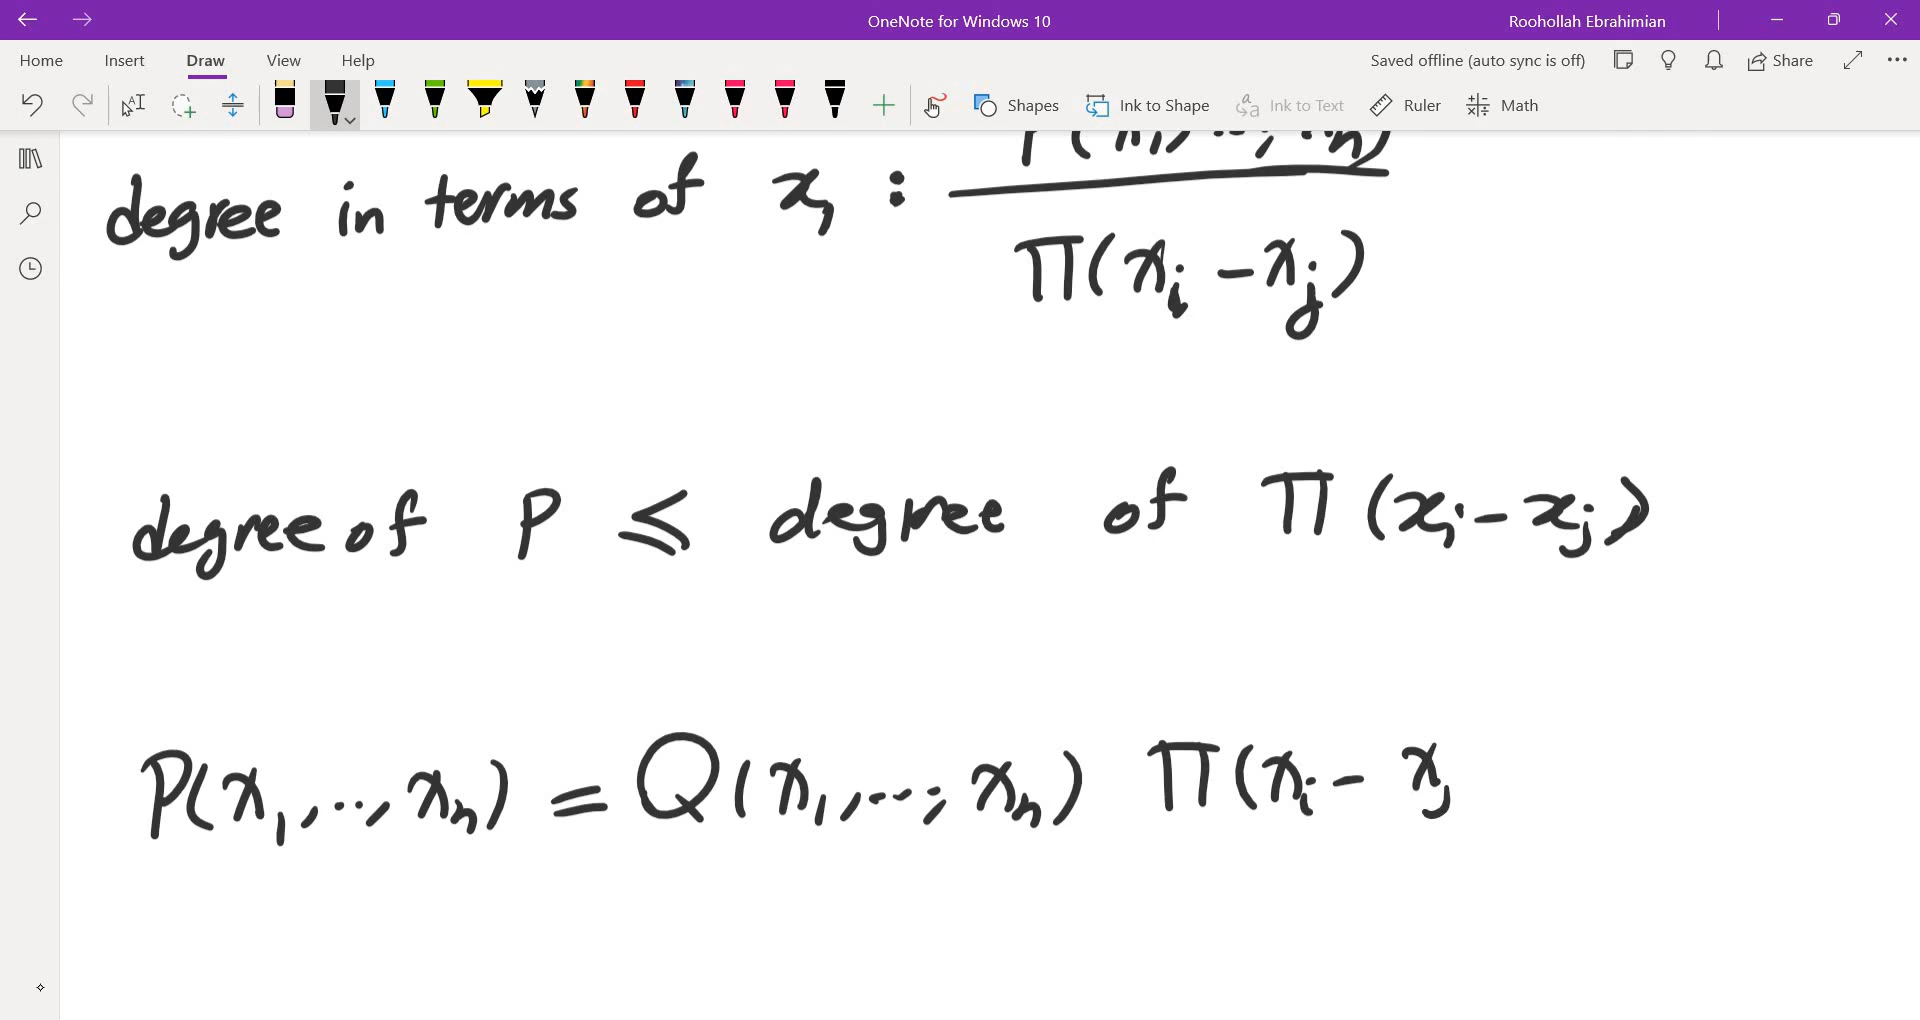 OneNote for Windows 10
Roohollah Ebrahimian
Home Insert Draw View Help
Saved offline (auto sync is off) Share
Shapes Ink to Shape Ink to Text Ruler Math
P(x₁, ..., xₙ)
degree in terms of x₁ :
Π(xᵢ - xⱼ)
degree of P ≤ degree of Π(xᵢ - xⱼ)
P(x₁, ..., xₙ) = Q(x₁, ..., xₙ) Π(xᵢ - xⱼ